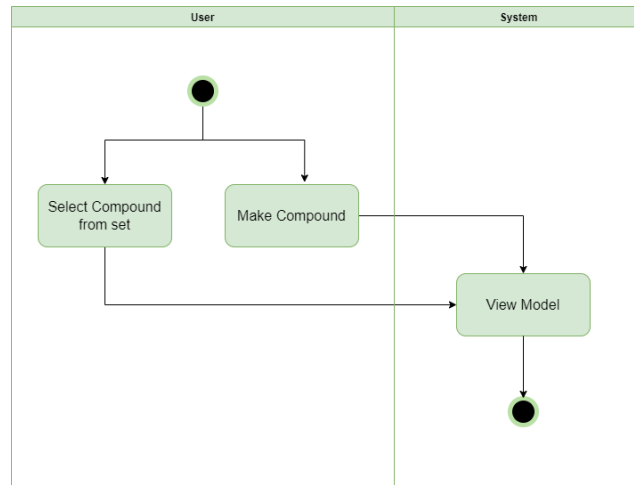 User
System
Select Compound
from set
Make Compound
View Model